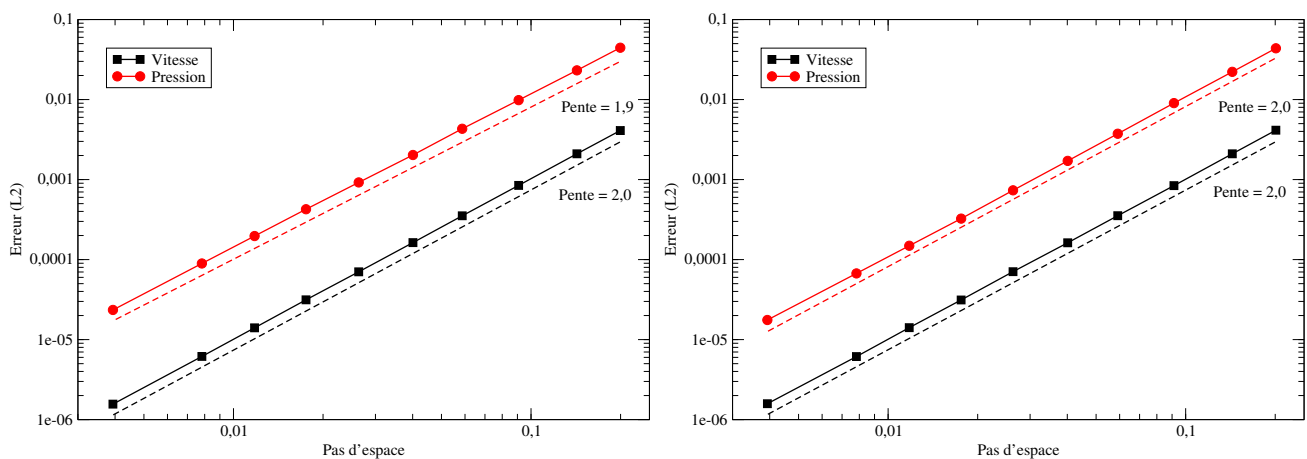 0,1
0,01
0,001
0,0001
1e-05
1e-06
Erreur (L2)
Vitesse
Pression
Pente = 1,9
Pente = 2,0
0,01
0,1
Pas d'espace
0,1
0,01
0,001
0,0001
1e-05
1e-06
Erreur (L2)
Vitesse
Pression
Pente = 2,0
Pente = 2,0
0,01
0,1
Pas d'espace